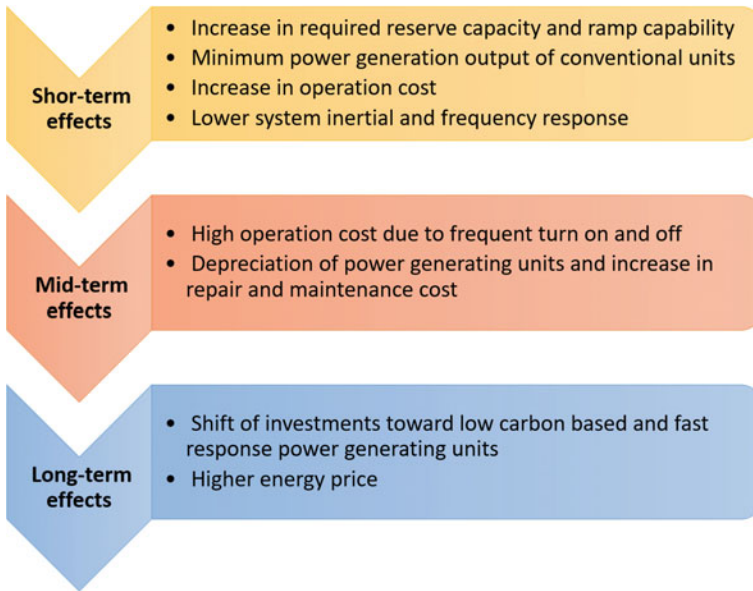 Shor-term
effects
• Increase in required reserve capacity and ramp capability
• Minimum power generation output of conventional units
• Increase in operation cost
• Lower system inertial and frequency response
Mid-term
effects
• High operation cost due to frequent turn on and off
• Depreciation of power generating units and increase in
repair and maintenance cost
Long-term
effects
• Shift of investments toward low carbon based and fast
response power generating units
• Higher energy price